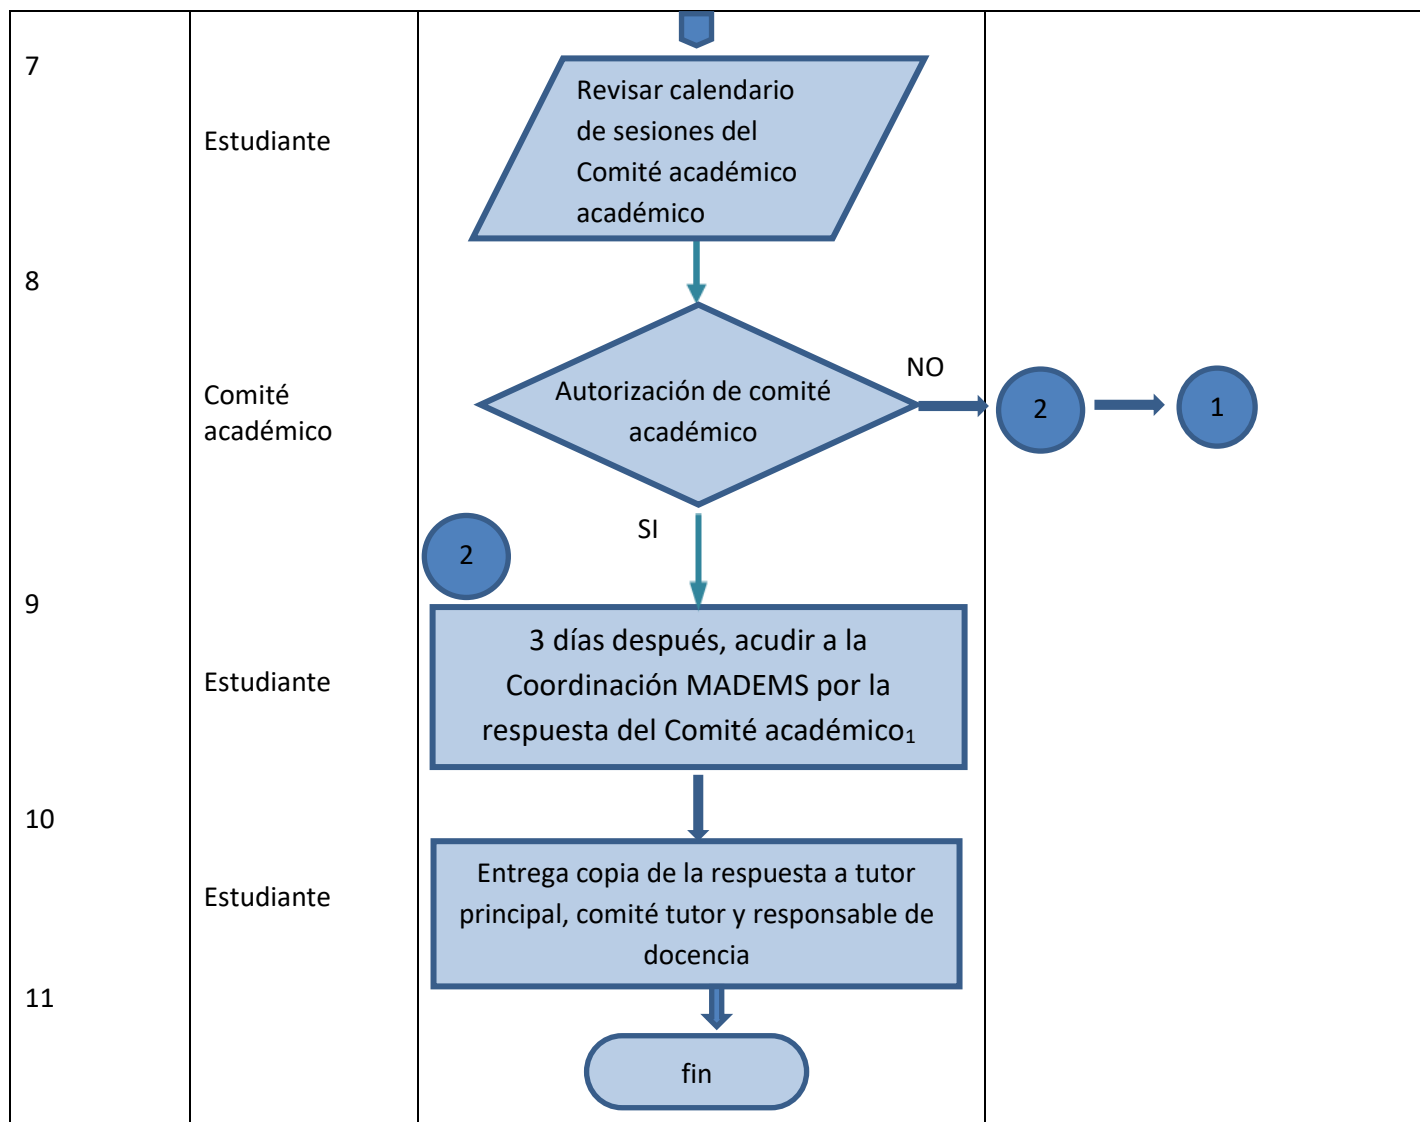 7
Estudiante
Revisar calendario
de sesiones del
Comité académico
académico
8
Comité
académico
Autorización de comité
académico
NO
2
1
SI
2
9
Estudiante
3 días después, acudir a la
Coordinación MADEMS por la
respuesta del Comité académico₁
10
Estudiante
Entrega copia de la respuesta a tutor
principal, comité tutor y responsable de
docencia
11
fin